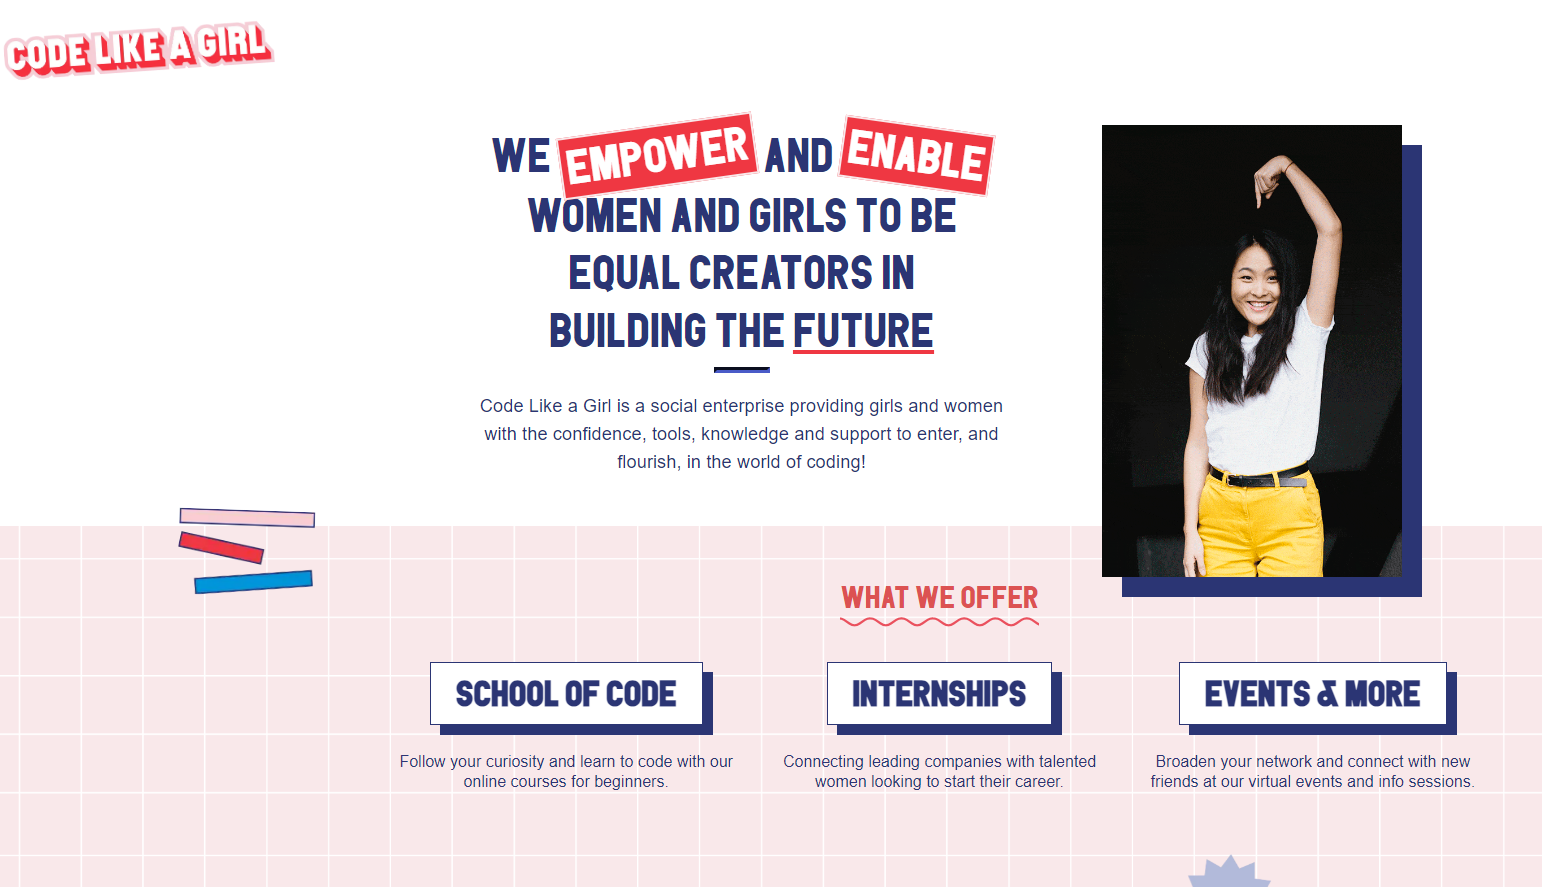 CODE LIKE A GIRL
WE EMPOWER AND ENABLE
WOMEN AND GIRLS TO BE
EQUAL CREATORS IN
BUILDING THE FUTURE
Code Like a Girl is a social enterprise providing girls and women
with the confidence, tools, knowledge and support to enter, and
flourish, in the world of coding!
WHAT WE OFFER
SCHOOL OF CODE
Follow your curiosity and learn to code with our
online courses for beginners.
INTERNSHIPS
Connecting leading companies with talented
women looking to start their career.
EVENTS & MORE
Broaden your network and connect with new
friends at our virtual events and info sessions.